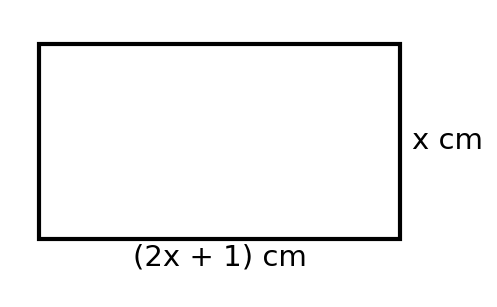 x cm
(2x + 1) cm